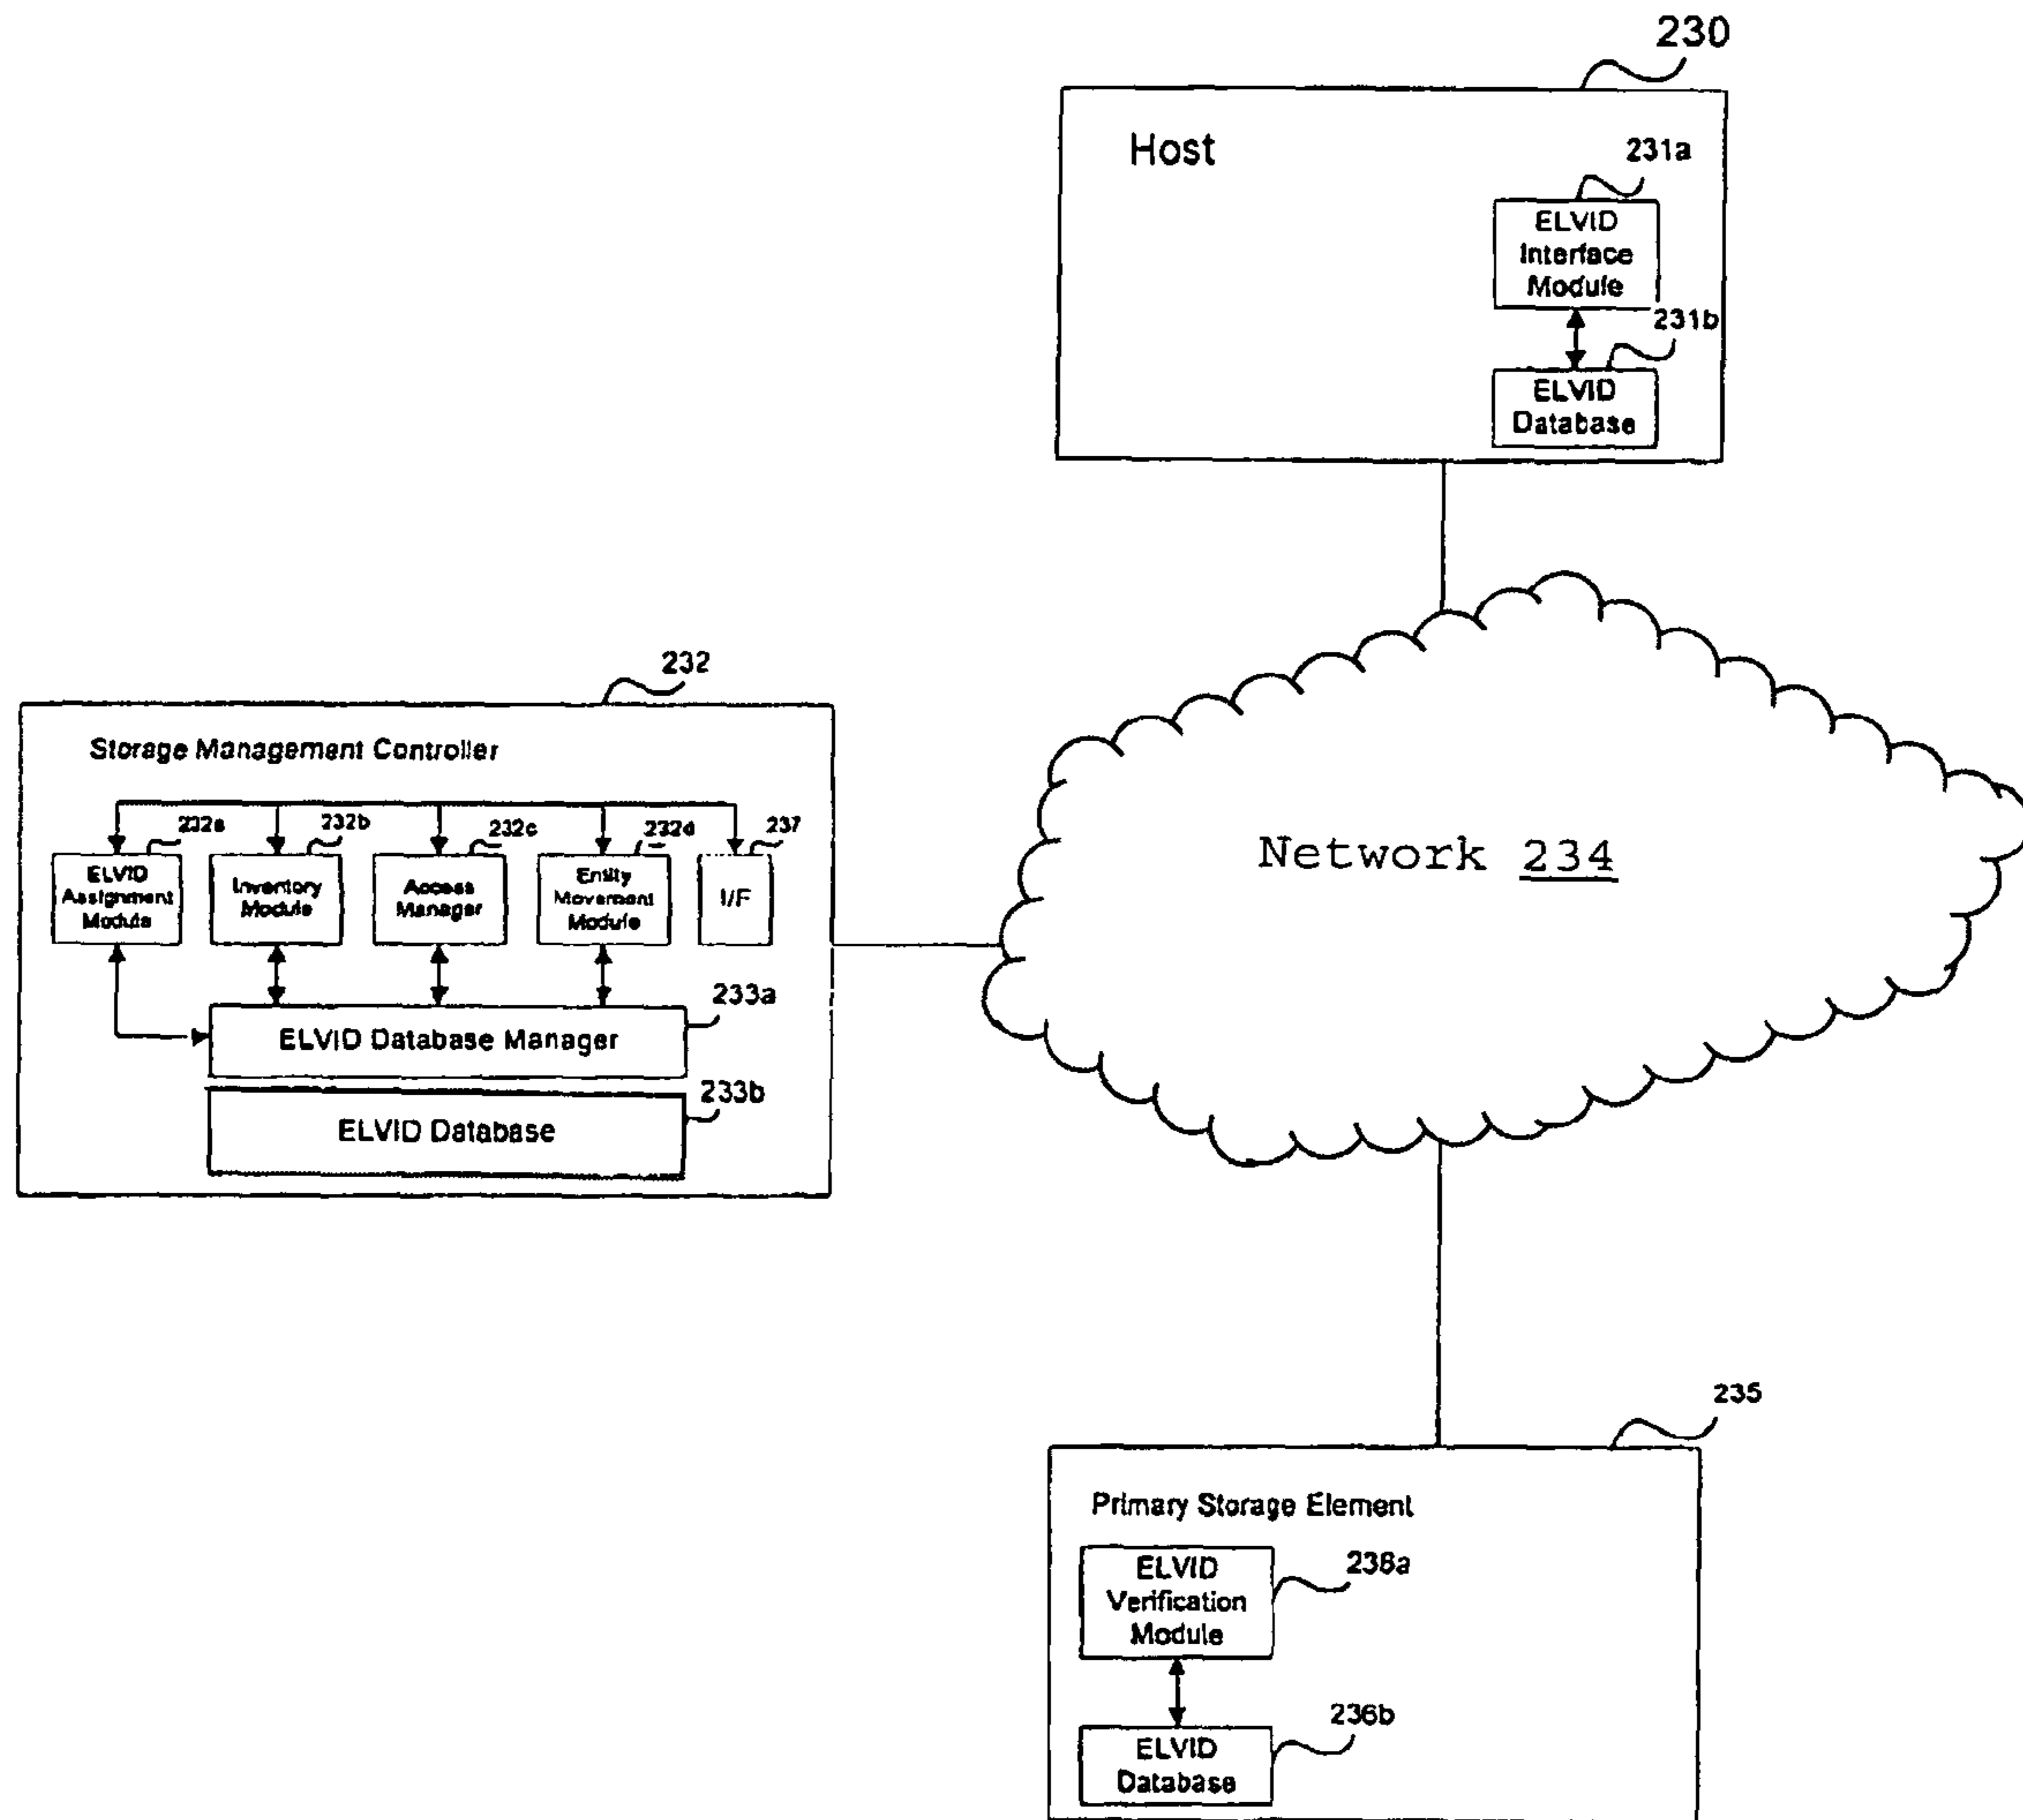 230
Host
231a
ELVID
Interface
Module
231b
ELVID
Database
232
Storage Management Controller
232a
232b
232c
232d
237
ELVID
Assignment
Module
Inventory
Module
Access
Manager
Entity
Movement
Module
I/F
233a
ELVID Database Manager
233b
ELVID Database
Network 234
235
Primary Storage Element
ELVID
Verification
Module
236a
236b
ELVID
Database